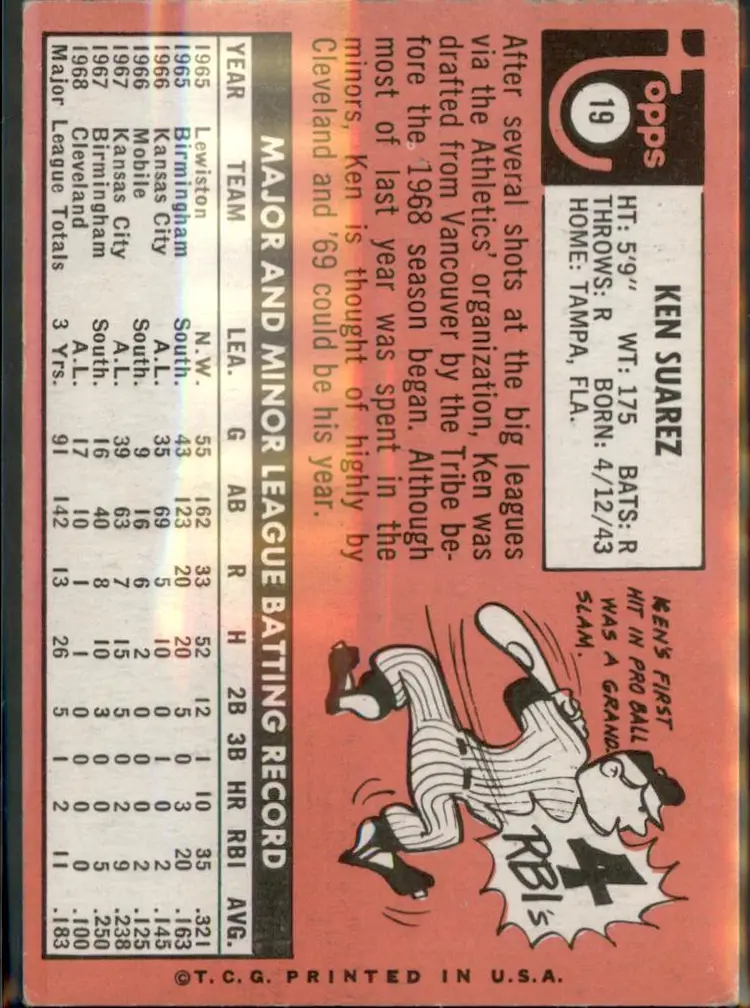 Topps
19
KEN SUAREZ
HT: 5'9" WT: 175 BATS: R
THROWS: R BORN: 4/12/43
HOME: TAMPA, FLA.
After several shots at the big leagues
via the Athletics' organization, Ken was
drafted from Vancouver by the Tribe be-
fore the 1968 season began. Although
most of last year was spent in the
minors, Ken is thought of highly by
Cleveland and '69 could be his year.
KEN'S FIRST
HIT IN PRO BALL
WAS A GRAND
SLAM.
4
RBI's
MAJOR AND MINOR LEAGUE BATTING RECORD
YEAR TEAM LEA. G AB R H 2B 3B HR RBI AVG.
1965 Lewiston N.W. 55 162 33 52 12 1 10 35 .321
1965 Birmingham South. 43 123 20 20 5 0 3 20 .163
1966 Kansas City A.L. 35 69 5 10 0 1 0 2 .145
1966 Mobile South. 9 16 6 2 0 0 0 2 .125
1967 Kansas City A.L. 39 63 7 15 5 0 2 9 .238
1967 Birmingham South. 16 40 8 10 3 0 0 5 .250
1968 Cleveland A.L. 17 10 1 1 0 0 0 0 .100
Major League Totals 3 Yrs. 91 142 13 26 5 1 2 11 .183
©T.C.G. PRINTED IN U.S.A.